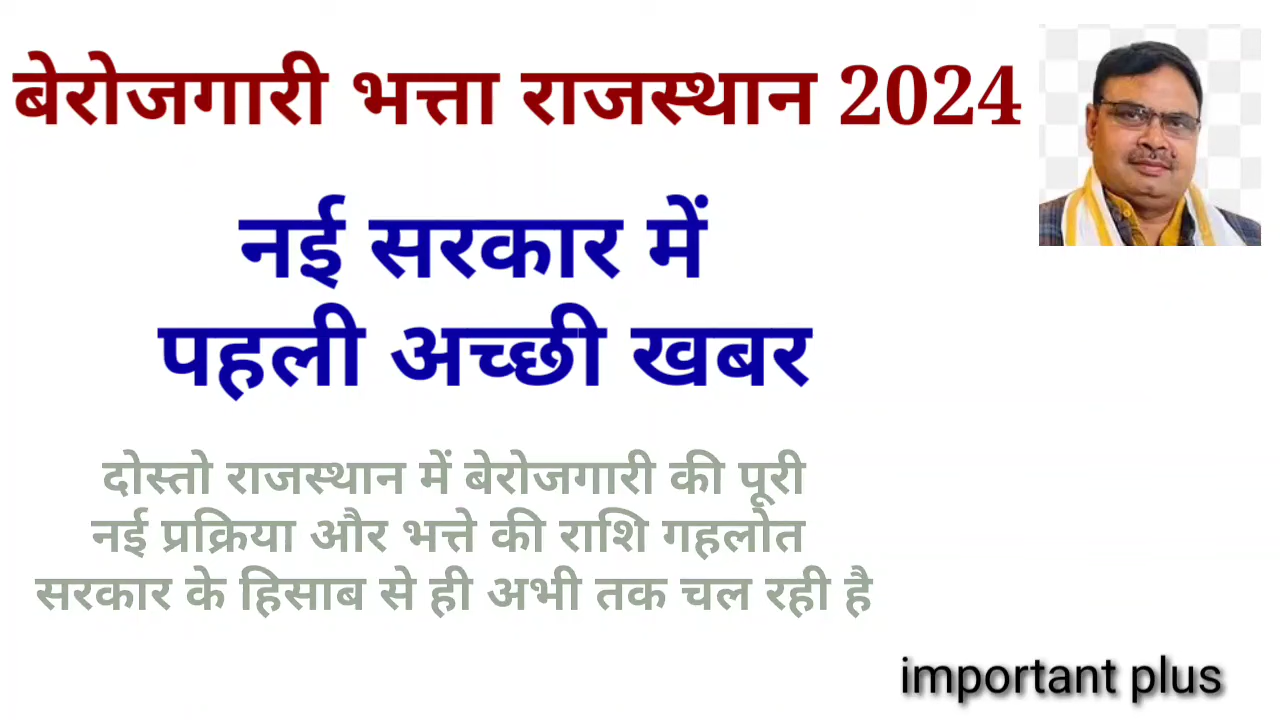 बेरोजगारी भत्ता राजस्थान 2024
नई सरकार में
पहली अच्छी खबर
दोस्तो राजस्थान में बेरोजगारी की पूरी
नई प्रक्रिया और भत्ते की राशि गहलोत
सरकार के हिसाब से ही अभी तक चल रही है
important plus